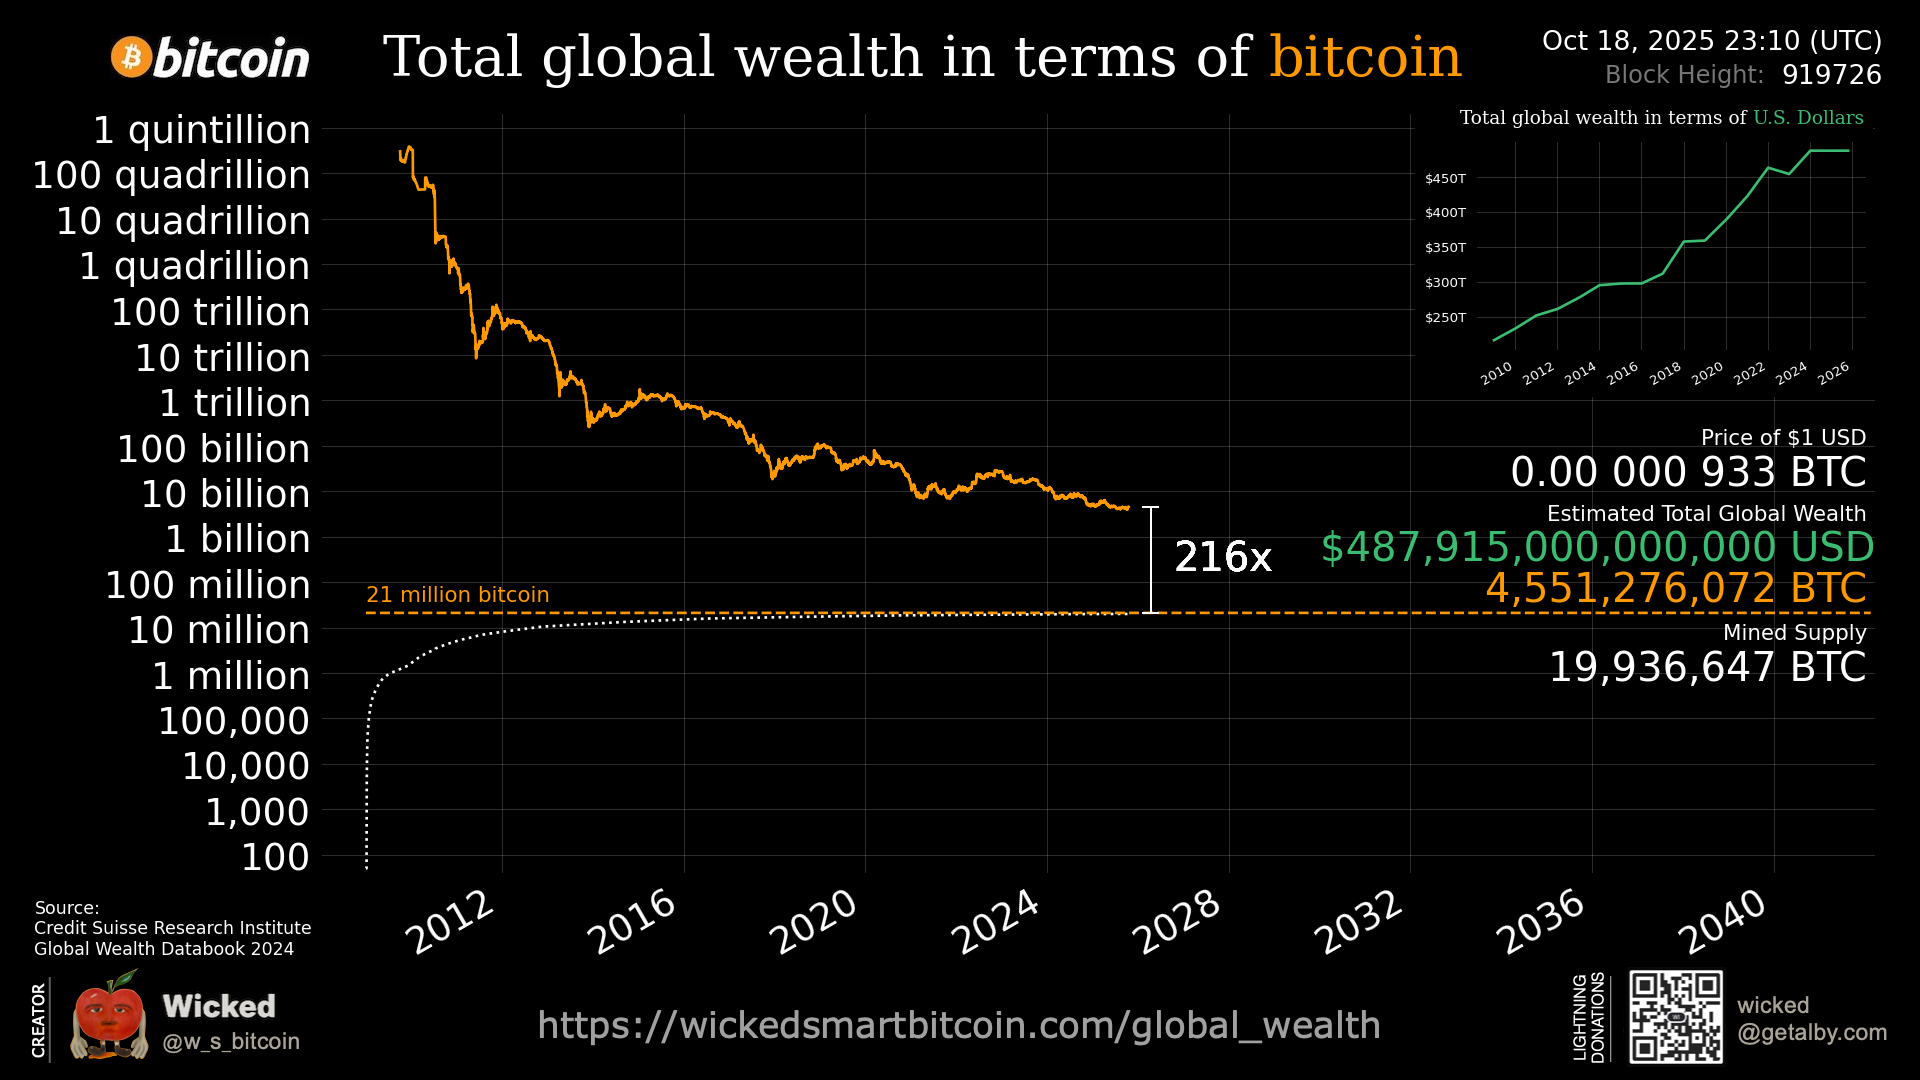 bitcoin
Total global wealth in terms of bitcoin
Oct 18, 2025 23:10 (UTC)
Block Height: 919726
Total global wealth in terms of U.S. Dollars
$450T
$400T
$350T
$300T
$250T
2010 2012 2014 2016 2018 2020 2022 2024 2026
1 quintillion
100 quadrillion
10 quadrillion
1 quadrillion
100 trillion
10 trillion
1 trillion
100 billion
10 billion
1 billion
100 million
10 million
1 million
100,000
10,000
1,000
100
21 million bitcoin
216x
Price of $1 USD
0.00 000 933 BTC
Estimated Total Global Wealth
$487,915,000,000,000 USD
4,551,276,072 BTC
Mined Supply
19,936,647 BTC
2012 2016 2020 2024 2028 2032 2036 2040
Source:
Credit Suisse Research Institute
Global Wealth Databook 2024
CREATOR
Wicked
@w_s_bitcoin
https://wickedsmartbitcoin.com/global_wealth
LIGHTNING
DONATIONS
wicked
@getalby.com